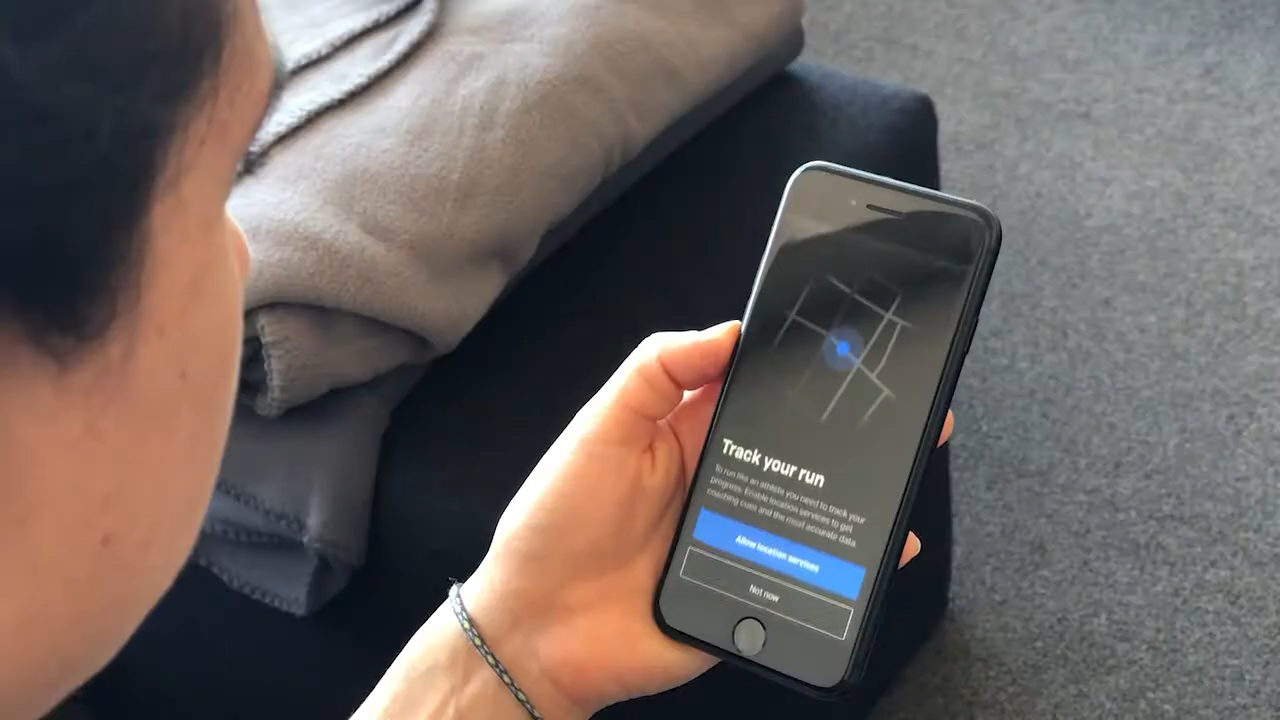 Track your run
To run like an athlete you need to track your
progress. Enable location services to get
coaching cues and the most accurate data.
Allow location services
Not now